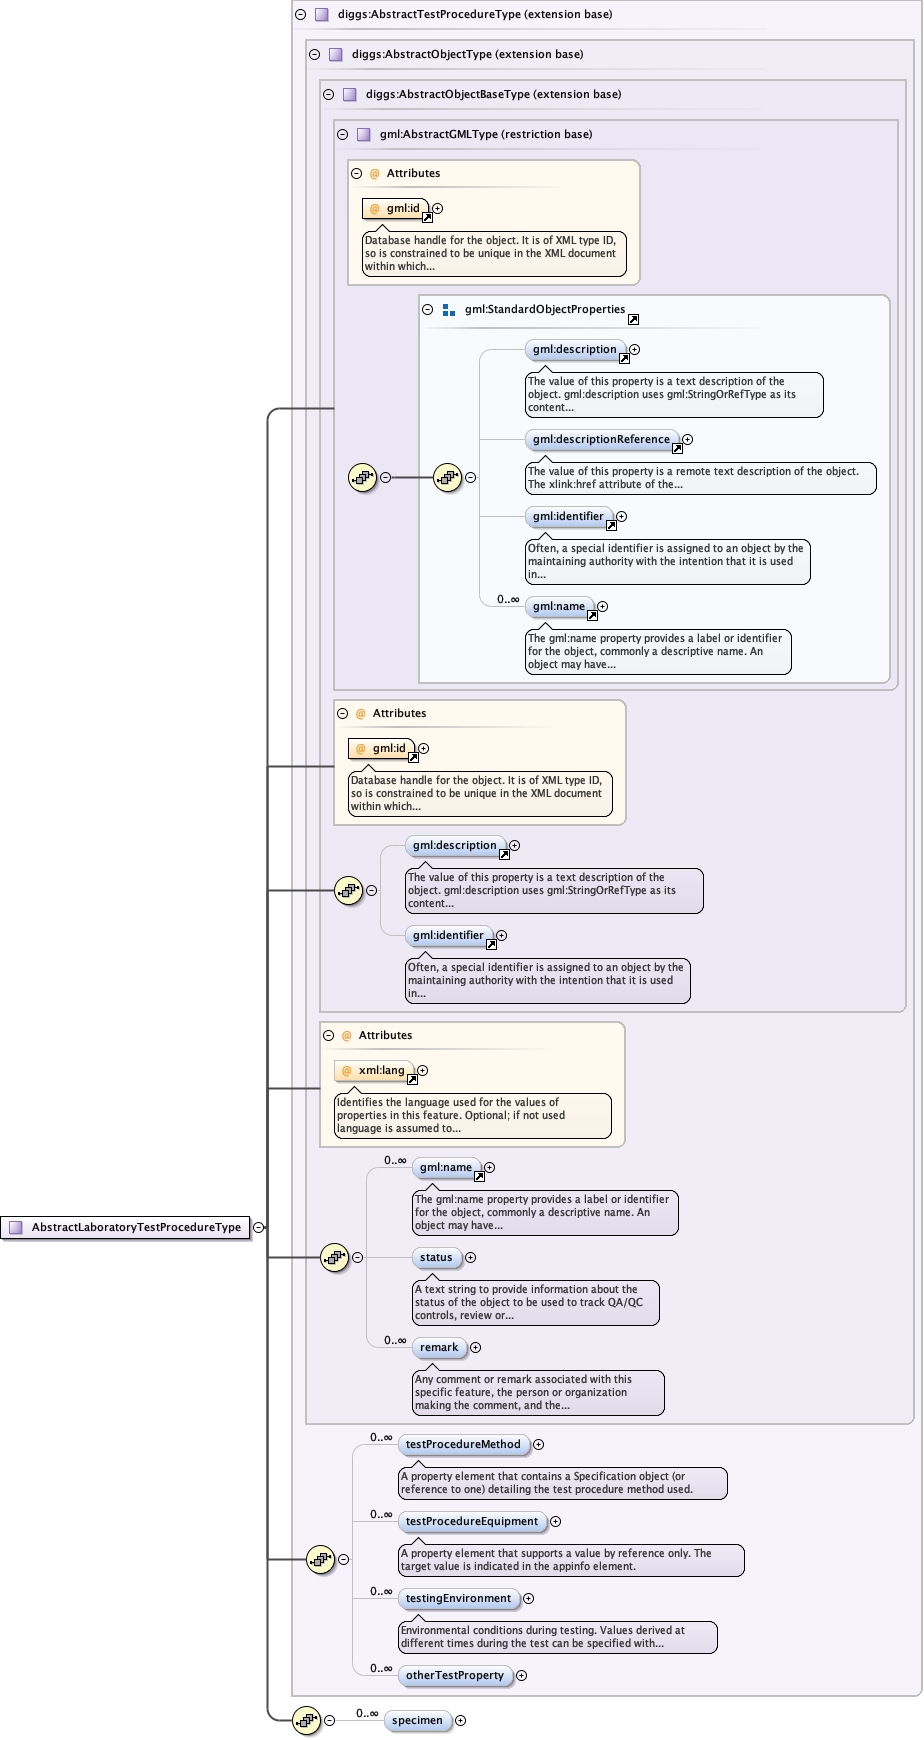 diggs:AbstractTestProcedureType (extension base)
diggs:AbstractObjectType (extension base)
diggs:AbstractObjectBaseType (extension base)
gml:AbstractGMLType (restriction base)
@ Attributes
@ gml:id
Database handle for the object. It is of XML type ID,
so is constrained to be unique in the XML document
within which...
gml:StandardObjectProperties
gml:description
The value of this property is a text description of the
object. gml:description uses gml:StringOrRefType as its
content...
gml:descriptionReference
The value of this property is a remote text description of the object.
The xlink:href attribute of the...
gml:identifier
Often, a special identifier is assigned to an object by the
maintaining authority with the intention that it is used
in...
0..∞
gml:name
The gml:name property provides a label or identifier
for the object, commonly a descriptive name. An
object may have...
@ Attributes
@ gml:id
Database handle for the object. It is of XML type ID,
so is constrained to be unique in the XML document
within which...
gml:description
The value of this property is a text description of the
object. gml:description uses gml:StringOrRefType as its
content...
gml:identifier
Often, a special identifier is assigned to an object by the
maintaining authority with the intention that it is used
in...
@ Attributes
@ xml:lang
Identifies the language used for the values of
properties in this feature. Optional; if not used
language is assumed to...
0..∞
gml:name
The gml:name property provides a label or identifier
for the object, commonly a descriptive name. An
object may have...
AbstractLaboratoryTestProcedureType
status
A text string to provide information about the
status of the object to be used to track QA/QC
controls, review or...
0..∞
remark
Any comment or remark associated with this
specific feature, the person or organization
making the comment, and the...
0..∞
testProcedureMethod
A property element that contains a Specification object (or
reference to one) detailing the test procedure method used.
0..∞
testProcedureEquipment
A property element that supports a value by reference only. The
target value is indicated in the appinfo element.
0..∞
testingEnvironment
Environmental conditions during testing. Values derived at
different times during the test can be specified with...
0..∞
otherTestProperty
0..∞
specimen